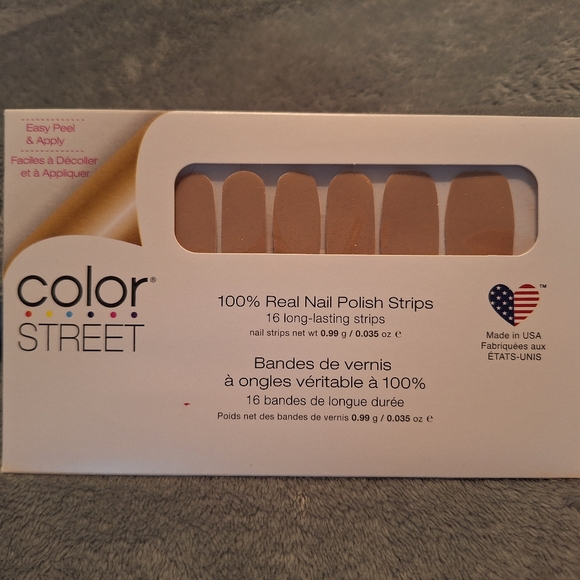 Easy Peel
& Apply
Faciles à Décoller
et à Appliquer
color®
STREET
100% Real Nail Polish Strips
16 long-lasting strips
nail strips net wt 0.99 g / 0.035 oz ℮
Bandes de vernis
à ongles véritable à 100%
16 bandes de longue durée
Poids net des bandes de vernis 0.99 g / 0.035 oz ℮
™
Made in USA
Fabriquées aux
ÉTATS-UNIS